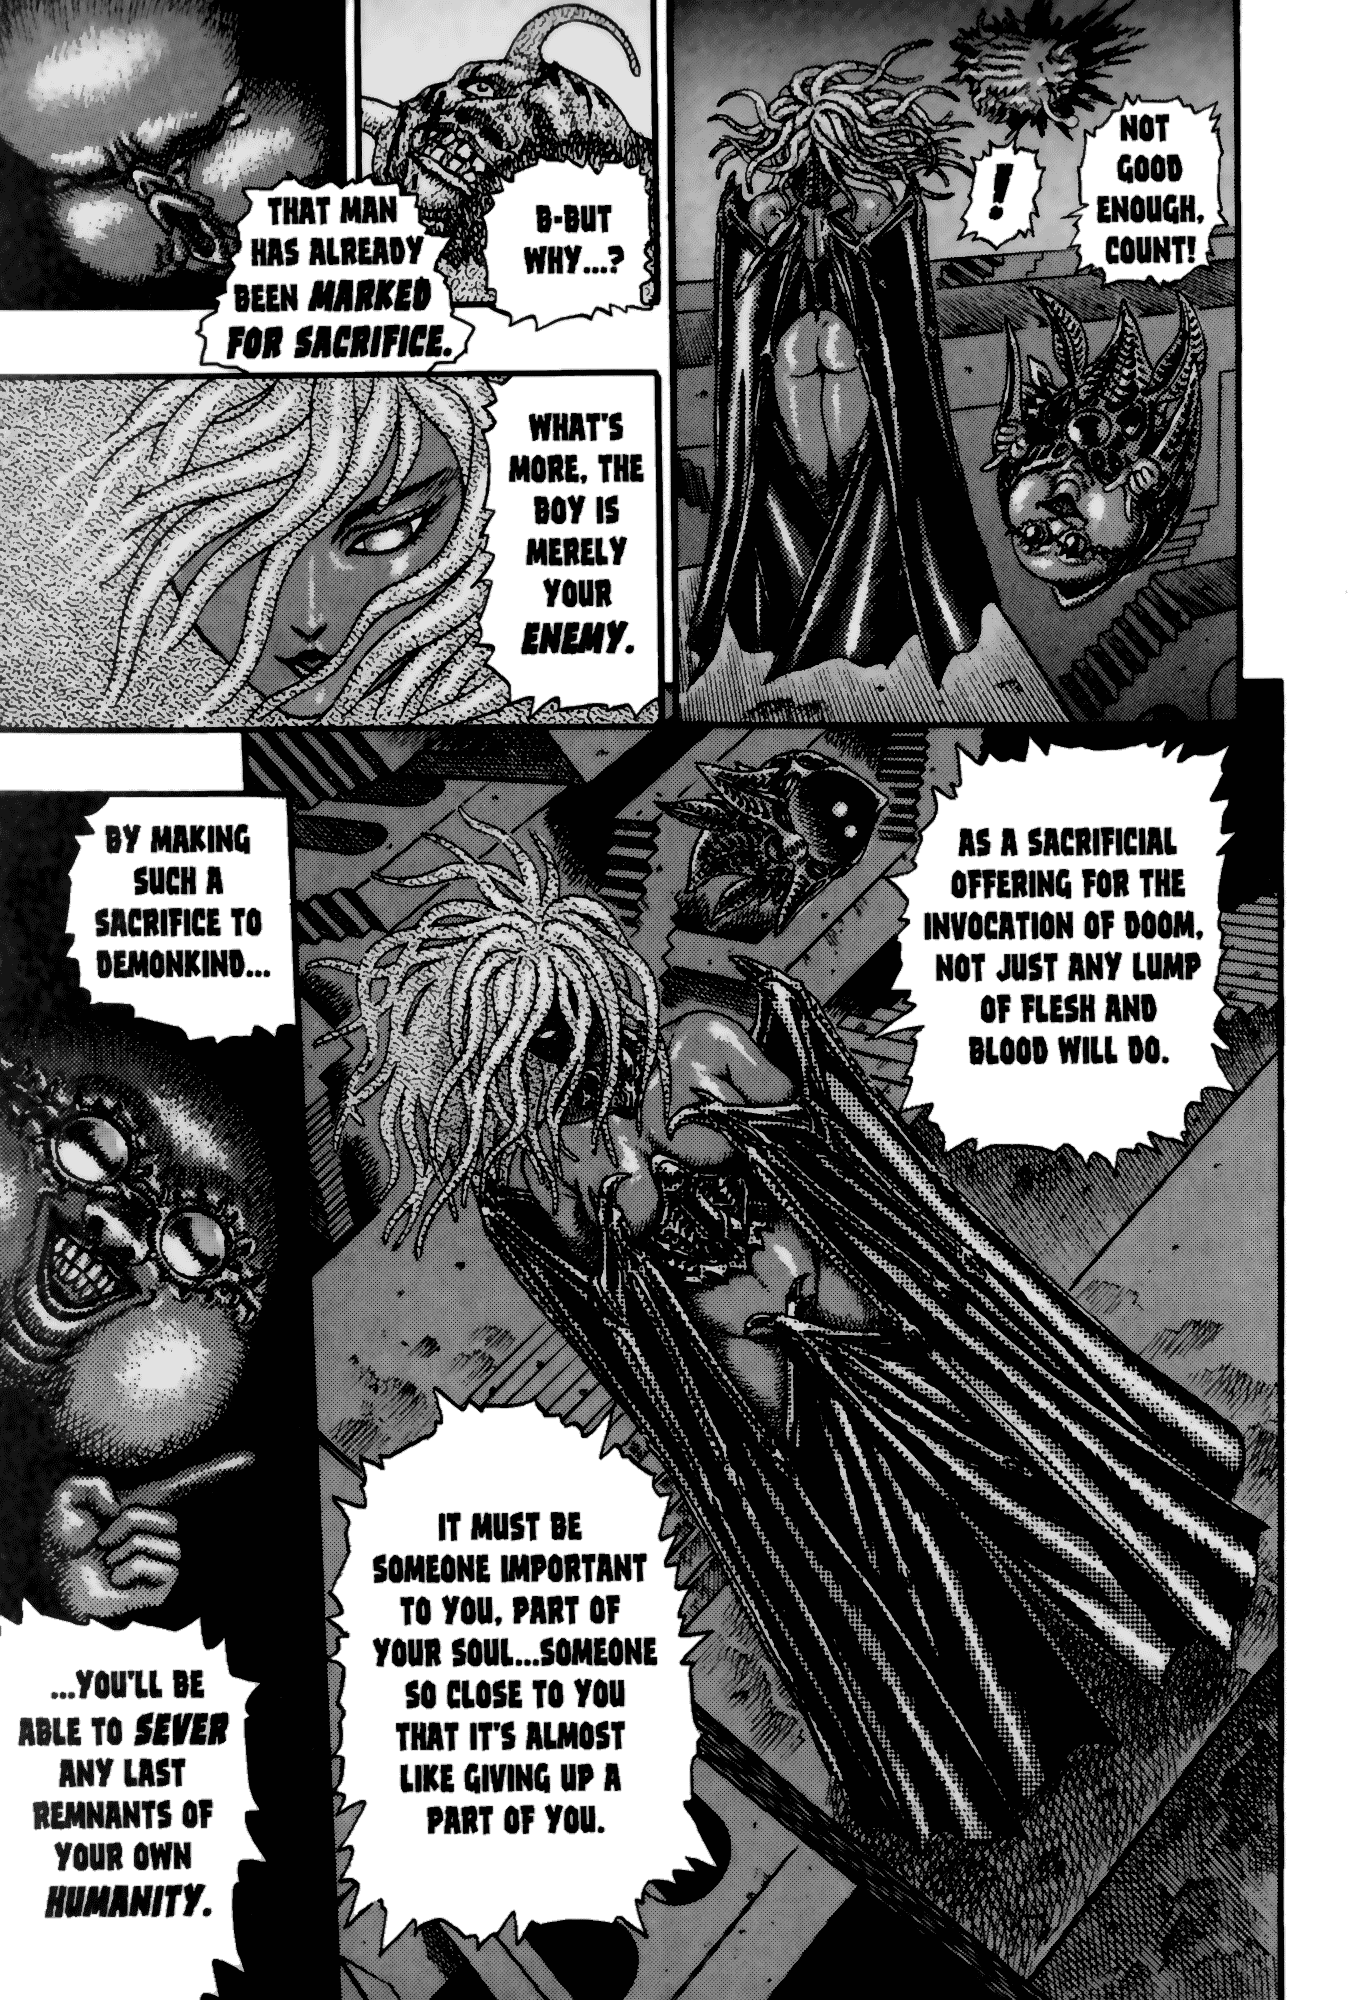 NOT
GOOD
ENOUGH,
COUNT!
!
B-BUT
WHY...?
THAT MAN
HAS ALREADY
BEEN MARKED
FOR SACRIFICE.
WHAT'S
MORE, THE
BOY IS
MERELY
YOUR
ENEMY.
AS A SACRIFICIAL
OFFERING FOR THE
INVOCATION OF DOOM,
NOT JUST ANY LUMP
OF FLESH AND
BLOOD WILL DO.
IT MUST BE
SOMEONE IMPORTANT
TO YOU, PART OF
YOUR SOUL...SOMEONE
SO CLOSE TO YOU
THAT IT'S ALMOST
LIKE GIVING UP A
PART OF YOU.
BY MAKING
SUCH A
SACRIFICE TO
DEMONKIND...
...YOU'LL BE
ABLE TO SEVER
ANY LAST
REMNANTS OF
YOUR OWN
HUMANITY.